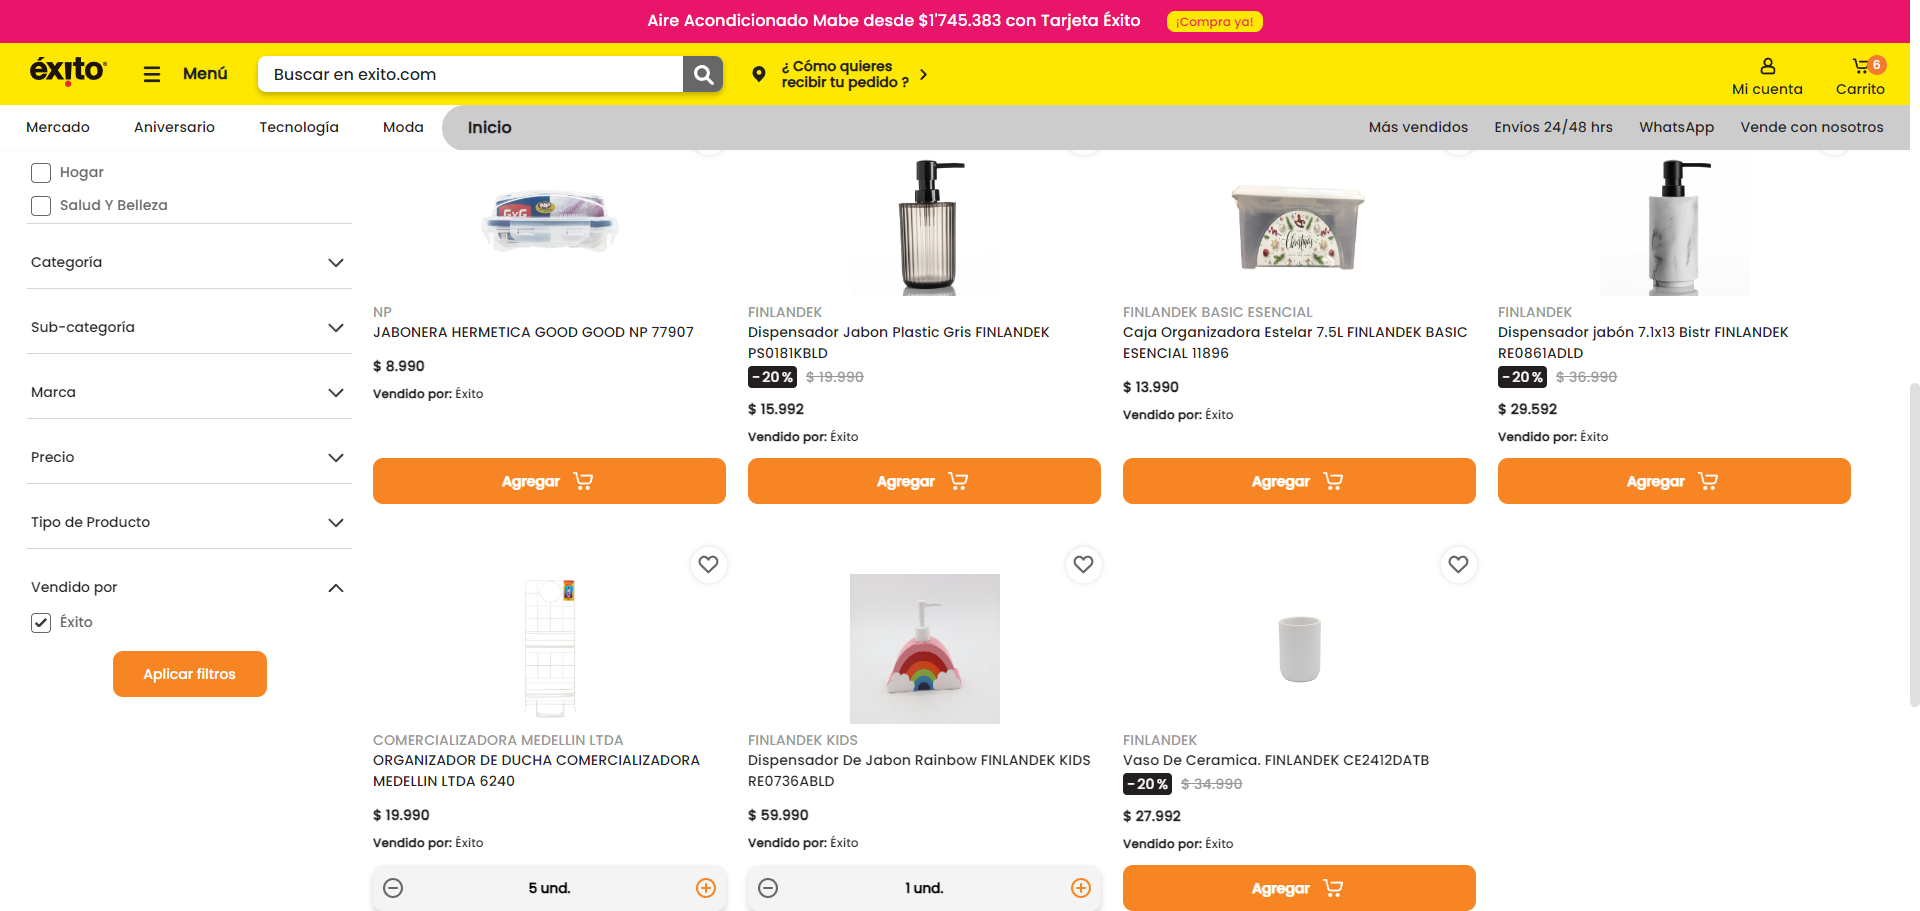 Aire Acondicionado Mabe desde $1'745.383 con Tarjeta Éxito ¡Compra ya!
éxito
Menú
Buscar en exito.com
¿ Cómo quieres
recibir tu pedido ?
Mi cuenta
6
Carrito
Mercado
Aniversario
Tecnología
Moda
Inicio
Más vendidos
Envíos 24/48 hrs
WhatsApp
Vende con nosotros
Hogar
Salud Y Belleza
Categoría
Sub-categoría
Marca
Precio
Tipo de Producto
Vendido por
Éxito
Aplicar filtros
GxG
NP
NP
JABONERA HERMETICA GOOD GOOD NP 77907
$ 8.990
Vendido por: Éxito
Agregar
FINLANDEK
Dispensador Jabon Plastic Gris FINLANDEK
PS0181KBLD
-20% $ 19.990
$ 15.992
Vendido por: Éxito
Agregar
Christmas
FINLANDEK BASIC ESENCIAL
Caja Organizadora Estelar 7.5L FINLANDEK BASIC
ESENCIAL 11896
$ 13.990
Vendido por: Éxito
Agregar
FINLANDEK
Dispensador jabón 7.1x13 Bistr FINLANDEK
RE0861ADLD
-20% $ 36.990
$ 29.592
Vendido por: Éxito
Agregar
COMERCIALIZADORA MEDELLIN LTDA
ORGANIZADOR DE DUCHA COMERCIALIZADORA
MEDELLIN LTDA 6240
$ 19.990
Vendido por: Éxito
5 und.
FINLANDEK KIDS
Dispensador De Jabon Rainbow FINLANDEK KIDS
RE0736ABLD
$ 59.990
Vendido por: Éxito
1 und.
FINLANDEK
Vaso De Ceramica. FINLANDEK CE2412DATB
-20% $ 34.990
$ 27.992
Vendido por: Éxito
Agregar